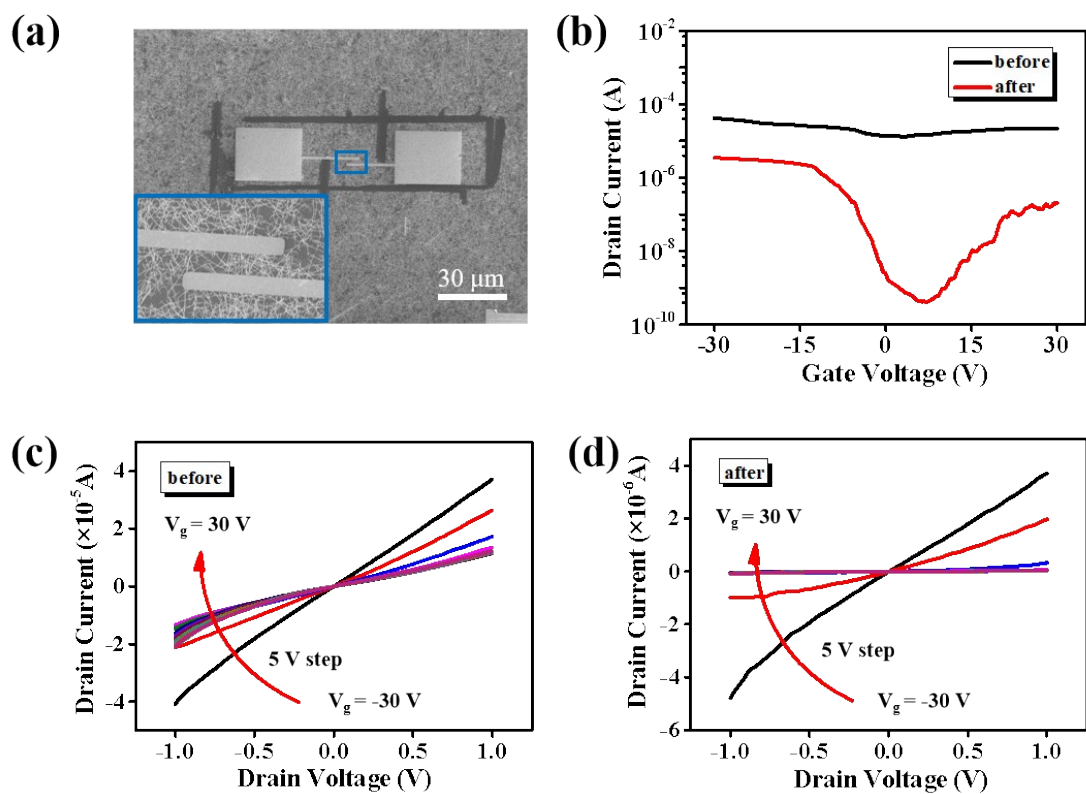 (a)
30 μm
(b)
Drain Current (A)
10⁻²
10⁻⁴
10⁻⁶
10⁻⁸
10⁻¹⁰
before
after
-30
-15
0
15
30
Gate Voltage (V)
(c)
Drain Current (×10⁻⁵A)
4
2
0
-2
-4
before
V_g = 30 V
5 V step
V_g = -30 V
-1.0
-0.5
0.0
0.5
1.0
Drain Voltage (V)
(d)
Drain Current (×10⁻⁶A)
4
2
0
-2
-4
-6
after
V_g = 30 V
5 V step
V_g = -30 V
-1.0
-0.5
0.0
0.5
1.0
Drain Voltage (V)